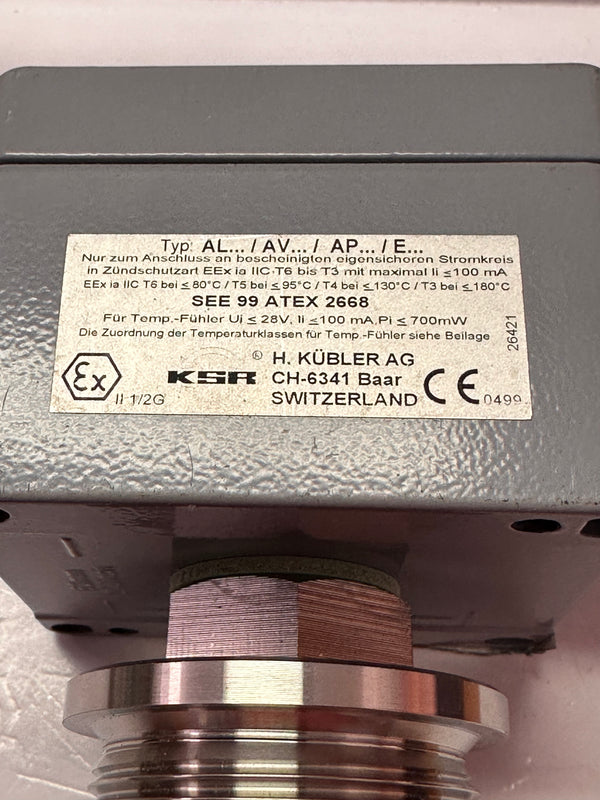 Typ: AL... / AV... / AP... / E...
Nur zum Anschluss an bescheinigten eigensicheren Stromkreis
in Zündschutzart EEx ia IIC T6 bis T3 mit maximal Ii ≤100 mA
EEx ia IIC T6 bei ≤ 80°C / T5 bei ≤ 95°C / T4 bei ≤130°C / T3 bei ≤180°C
SEE 99 ATEX 2668
Für Temp.-Fühler Ui ≤ 28V, Ii ≤100 mA,Pi ≤ 700mW
Die Zuordnung der Temperaturklassen für Temp.-Fühler siehe Beilage
26421
Ex
II 1/2G
KSR ®
H. KÜBLER AG
CH-6341 Baar
SWITZERLAND
CE 0499